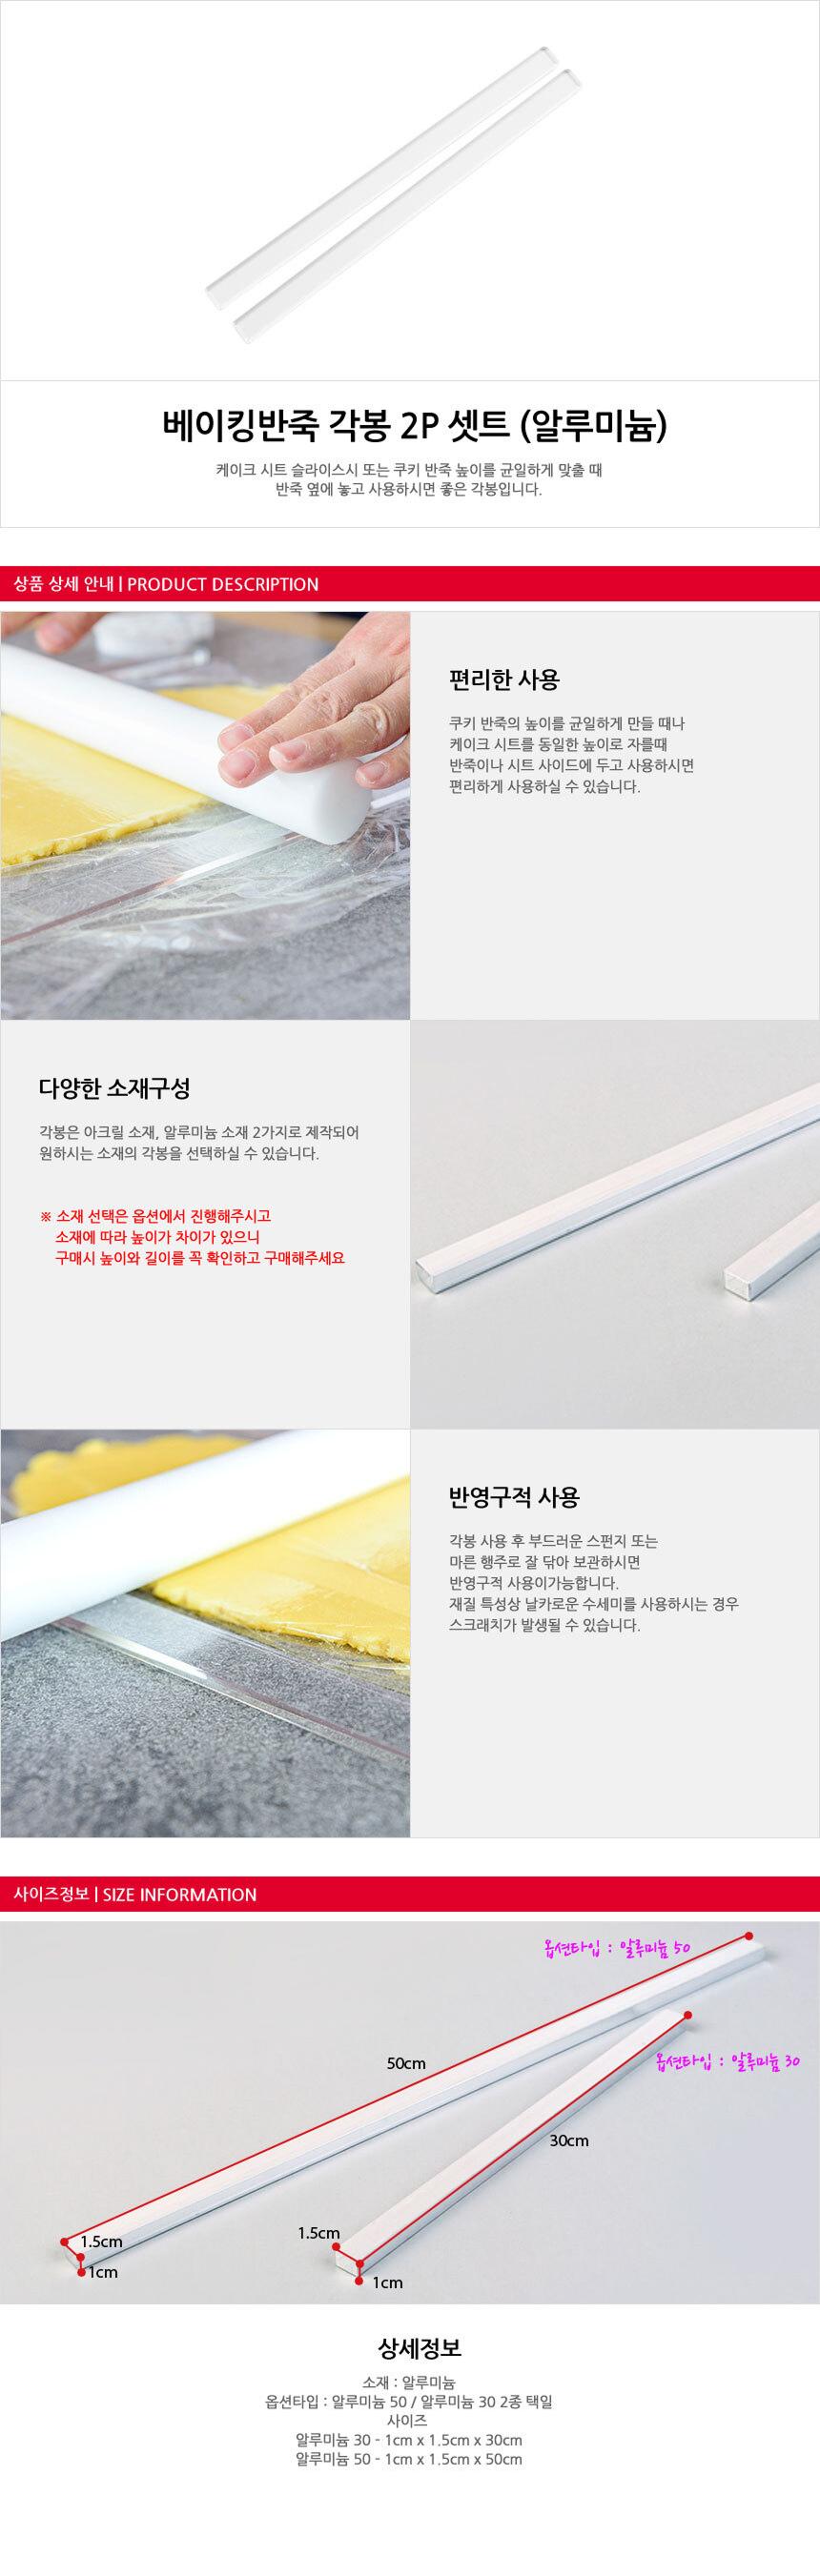 베이킹반죽 각봉 2P 셋트 (알루미늄)
케이크 시트 슬라이스시 또는 쿠키 반죽 높이를 균일하게 맞출 때
반죽 옆에 놓고 사용하시면 좋은 각봉입니다.
상품 상세 안내 | PRODUCT DESCRIPTION
편리한 사용
쿠키 반죽의 높이를 균일하게 만들 때나
케이크 시트를 동일한 높이로 자를때
반죽이나 시트 사이드에 두고 사용하시면
편리하게 사용하실 수 있습니다.
다양한 소재구성
각봉은 아크릴 소재, 알루미늄 소재 2가지로 제작되어
원하시는 소재의 각봉을 선택하실 수 있습니다.
※ 소재 선택은 옵션에서 진행해주시고
소재에 따라 높이가 차이가 있으니
구매시 높이와 길이를 꼭 확인하고 구매해주세요
반영구적 사용
각봉 사용 후 부드러운 스펀지 또는
마른 행주로 잘 닦아 보관하시면
반영구적 사용이가능합니다.
재질 특성상 날카로운 수세미를 사용하시는 경우
스크래치가 발생될 수 있습니다.
사이즈정보 | SIZE INFORMATION
옵션타입 : 알루미늄 50
50cm
옵션타입 : 알루미늄 30
30cm
1.5cm
1.5cm
1cm
1cm
상세정보
소재 : 알루미늄
옵션타입 : 알루미늄 50 / 알루미늄 30 2종 택일
사이즈
알루미늄 30 - 1cm x 1.5cm x 30cm
알루미늄 50 - 1cm x 1.5cm x 50cm